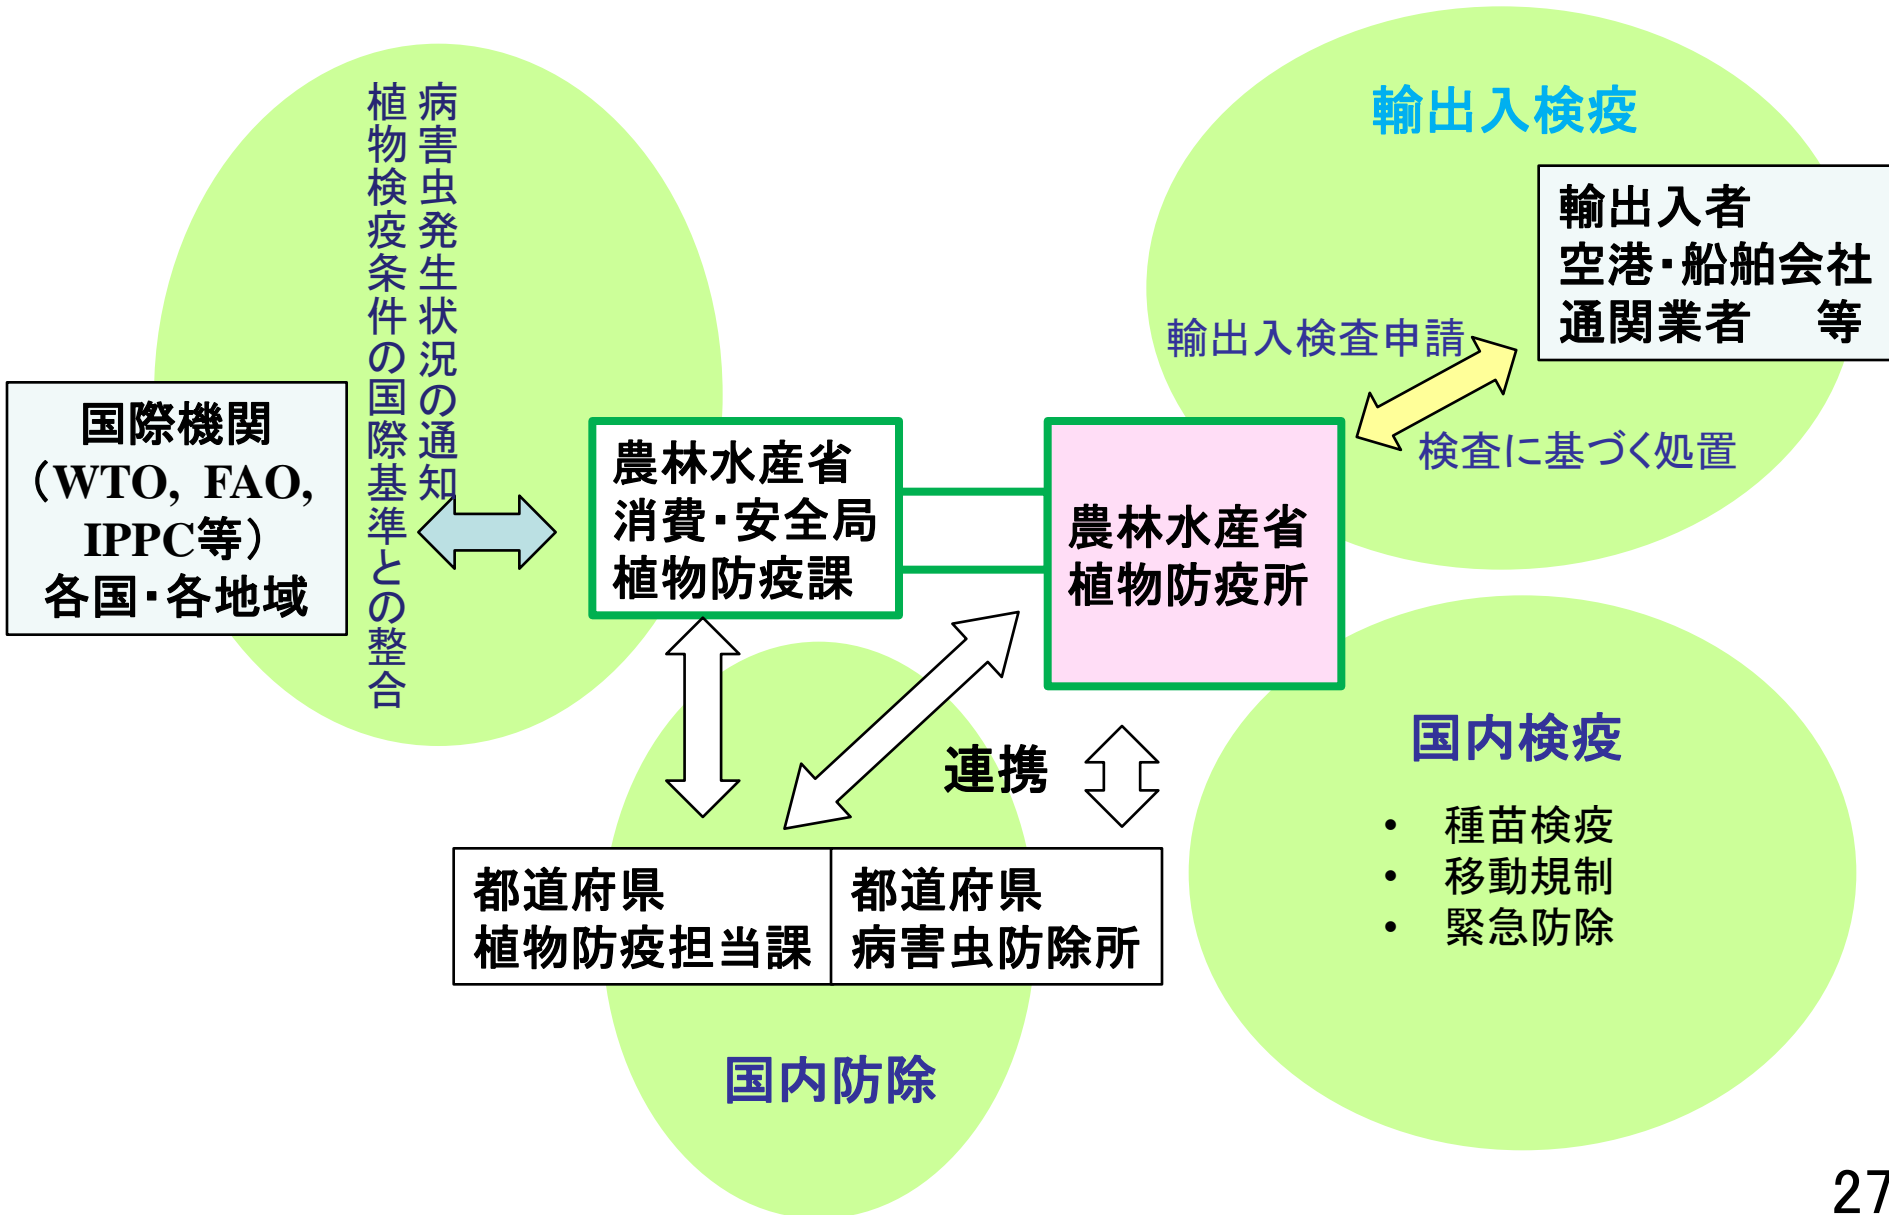 病害虫発生状況の通知
植物検疫条件の国際基準との整合
国際機関
（WTO, FAO,
IPPC等）
各国・各地域
農林水産省
消費・安全局
植物防疫課
農林水産省
植物防疫所
輸出入検疫
輸出入者
空港・船舶会社
通関業者　等
輸出入検査申請
検査に基づく処置
連携
都道府県
植物防疫担当課
都道府県
病害虫防除所
国内防除
国内検疫
• 種苗検疫
• 移動規制
• 緊急防除
27